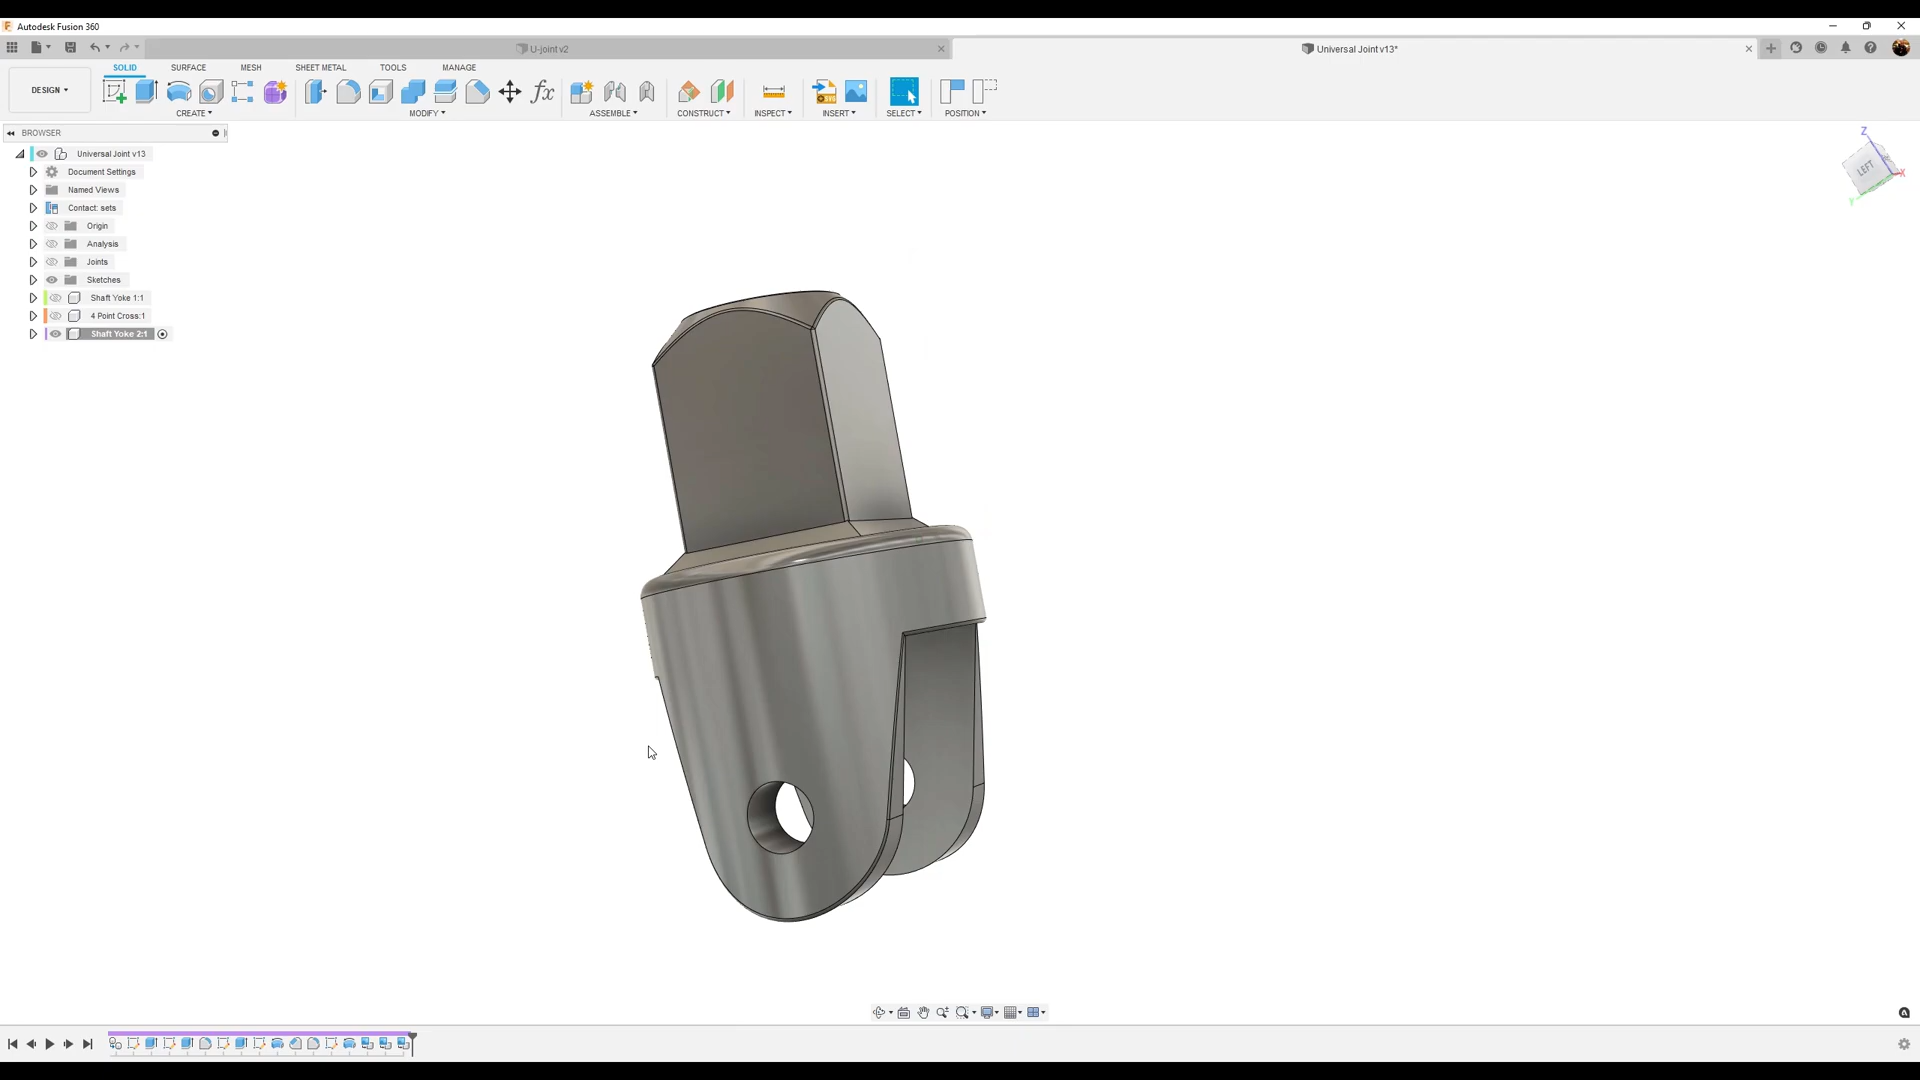 Autodesk Fusion 360
U-joint v2
Universal Joint v13*
SOLID SURFACE MESH SHEET METAL TOOLS MANAGE
DESIGN
CREATE MODIFY ASSEMBLE CONSTRUCT INSPECT INSERT SELECT POSITION
BROWSER
Universal Joint v13
Document Settings
Named Views
Contact: sets
Origin
Analysis
Joints
Sketches
Shaft Yoke 1:1
4 Point Cross:1
Shaft Yoke 2:1
Z
LEFT
X
Y